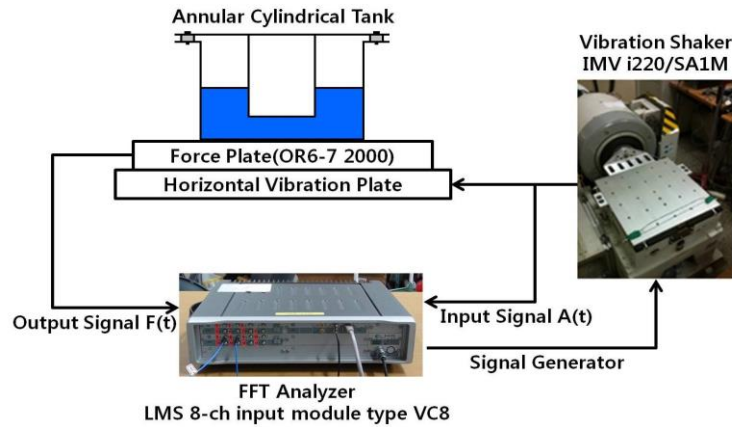 Annular Cylindrical Tank
Vibration Shaker
IMV i220/SA1M
Force Plate(OR6-7 2000)
Horizontal Vibration Plate
Output Signal F(t)
Input Signal A(t)
Signal Generator
FFT Analyzer
LMS 8-ch input module type VC8